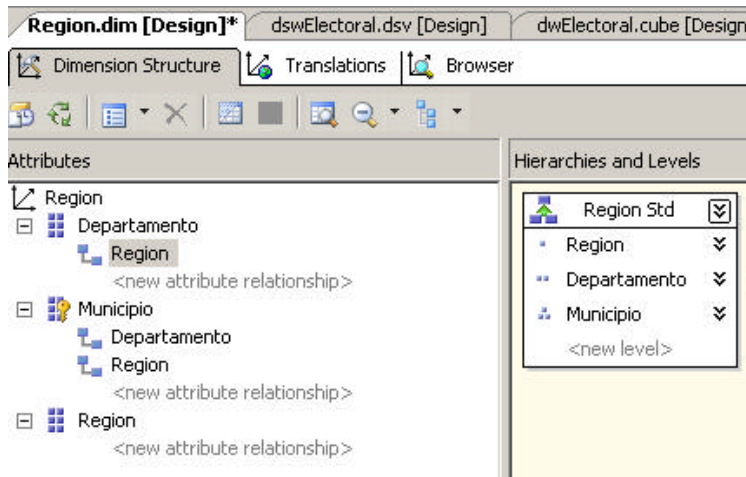 Region.dim [Design]* dswElectoral.dsv [Design] dwElectoral.cube [Design
Dimension Structure Translations Browser
Attributes
Region
Departamento
Region
<new attribute relationship>
Municipio
Departamento
Region
<new attribute relationship>
Region
<new attribute relationship>
Hierarchies and Levels
Region Std
Region
Departamento
Municipio
<new level>